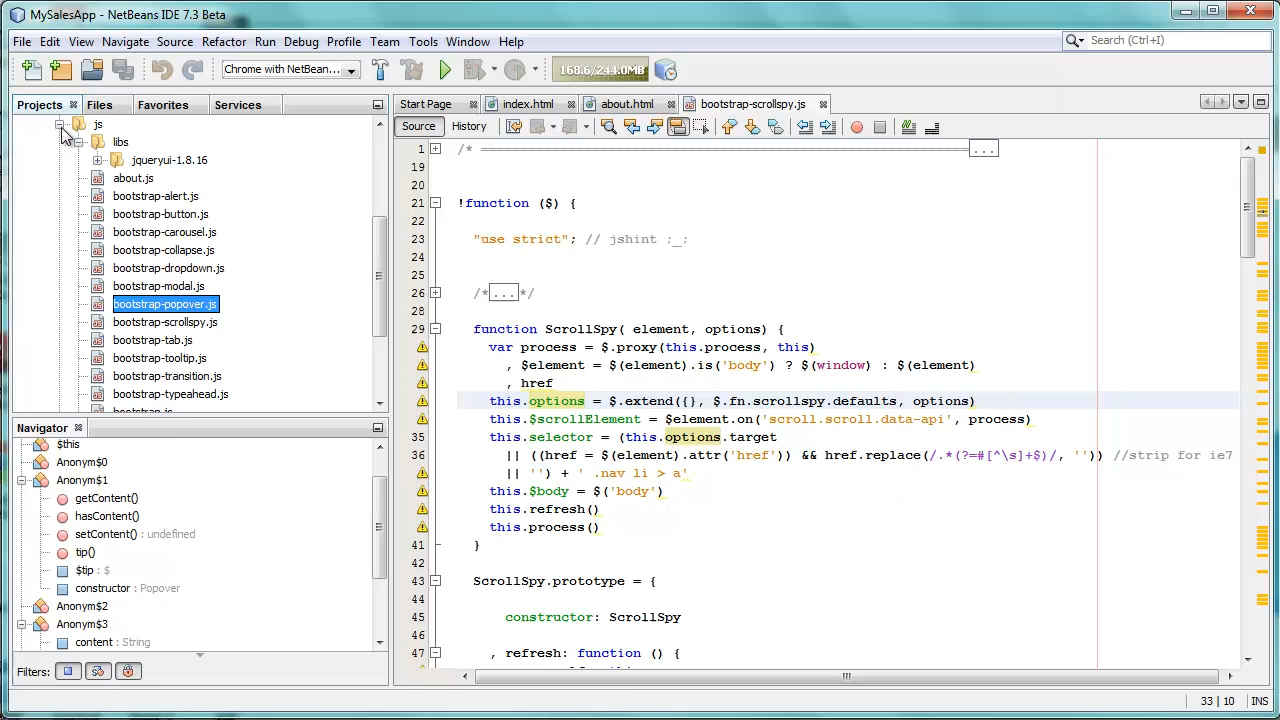 MySalesApp - NetBeans IDE 7.3 Beta
File Edit View Navigate Source Refactor Run Debug Profile Team Tools Window Help
Search (Ctrl+I)
Chrome with NetBean...
168.6/244.0MB
Projects Files Favorites Services
js
libs
jqueryui-1.8.16
about.js
bootstrap-alert.js
bootstrap-button.js
bootstrap-carousel.js
bootstrap-collapse.js
bootstrap-dropdown.js
bootstrap-modal.js
bootstrap-popover.js
bootstrap-scrollspy.js
bootstrap-tab.js
bootstrap-tooltip.js
bootstrap-transition.js
bootstrap-typeahead.js
bootstrap.js
Navigator
$this
Anonym$0
Anonym$1
getContent()
hasContent()
setContent() : undefined
tip()
$tip : $
constructor : Popover
Anonym$2
Anonym$3
content : String
Filters:
Start Page index.html about.html bootstrap-scrollspy.js
Source History
1 /* ============================================================ ...
19
20
21 !function ($) {
22
23 "use strict"; // jshint ;_;
24
25
26 /*...*/
28
29 function ScrollSpy( element, options) {
var process = $.proxy(this.process, this)
, $element = $(element).is('body') ? $(window) : $(element)
, href
this.options = $.extend({}, $.fn.scrollspy.defaults, options)
this.$scrollElement = $element.on('scroll.scroll.data-api', process)
35 this.selector = (this.options.target
36 || ((href = $(element).attr('href')) && href.replace(/.*(?=#[^\s]+$)/, '')) //strip for ie7
|| '') + ' .nav li > a'
this.$body = $('body')
this.refresh()
this.process()
41 }
42
43 ScrollSpy.prototype = {
44
45 constructor: ScrollSpy
46
47 , refresh: function () {
33 | 10 INS